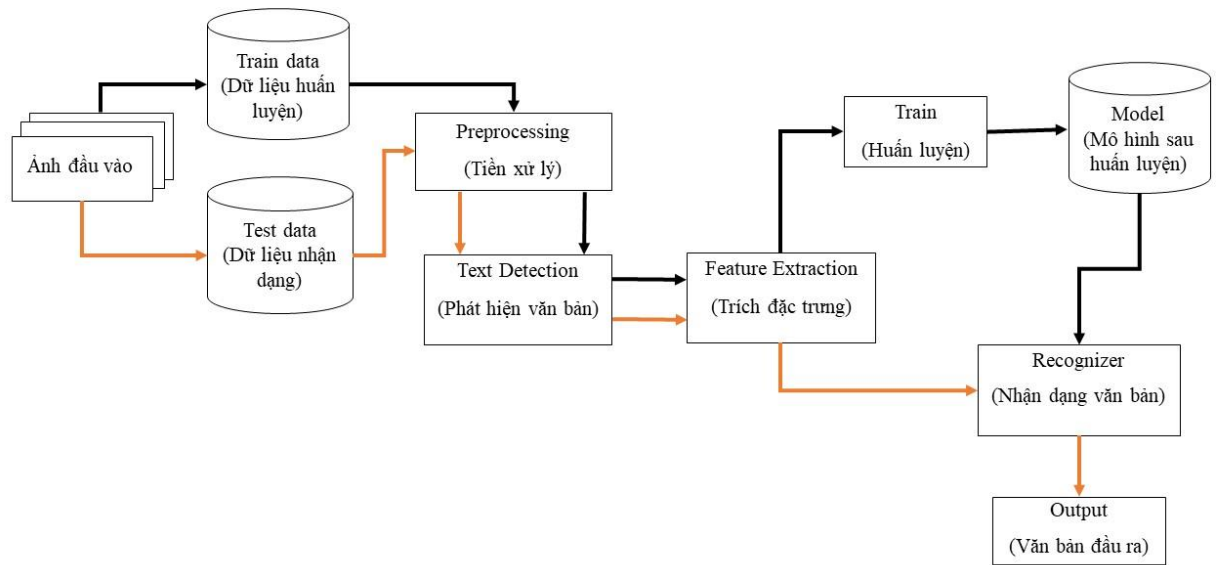 Ảnh đầu vào
Train data
(Dữ liệu huấn
luyện)
Test data
(Dữ liệu nhận
dạng)
Preprocessing
(Tiền xử lý)
Text Detection
(Phát hiện văn bản)
Feature Extraction
(Trích đặc trưng)
Train
(Huấn luyện)
Model
(Mô hình sau
huấn luyện)
Recognizer
(Nhận dạng văn bản)
Output
(Văn bản đầu ra)